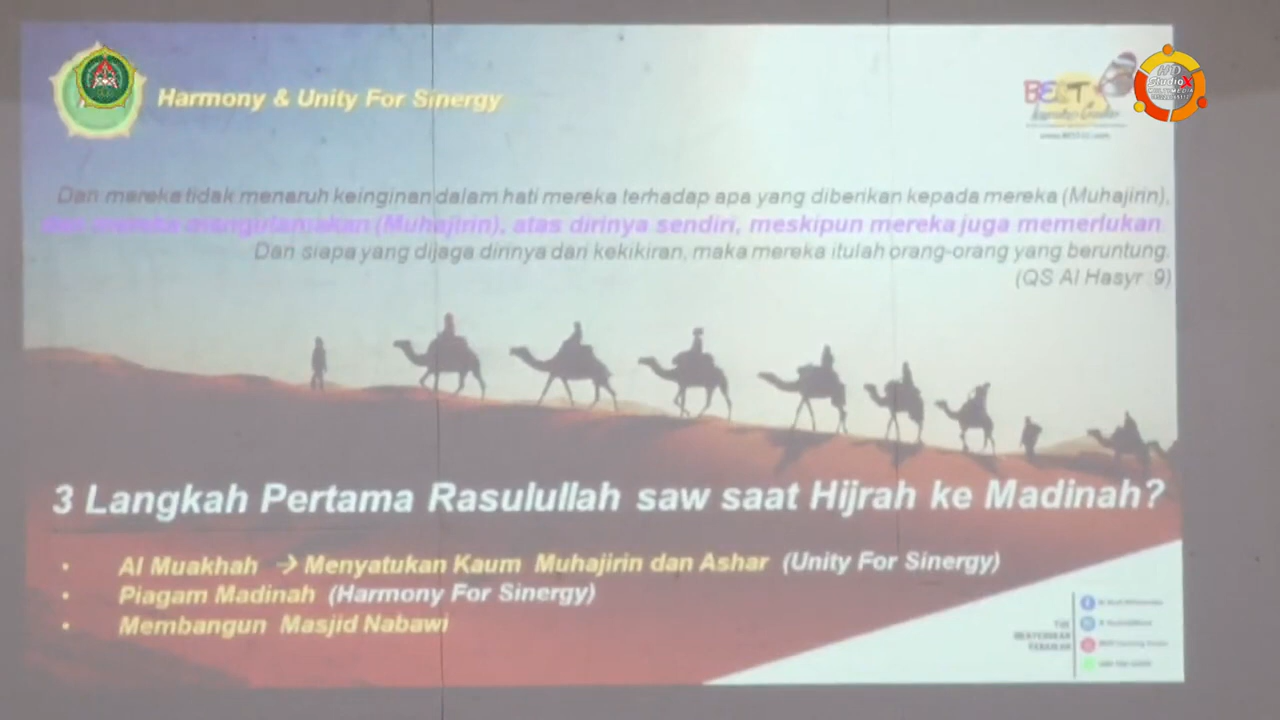 Harmony & Unity For Sinergy
Dan mereka tidak menaruh keinginan dalam hati mereka terhadap apa yang diberikan kepada mereka (Muhajirin),
dan mereka mengutamakan (Muhajirin), atas dirinya sendiri, meskipun mereka juga memerlukan.
Dan siapa yang dijaga dirinya dari kekikiran, maka mereka itulah orang-orang yang beruntung.
(QS Al Hasyr 9)
3 Langkah Pertama Rasulullah saw saat Hijrah ke Madinah?
• Al Muakhah → Menyatukan Kaum Muhajirin dan Ashar (Unity For Sinergy)
• Piagam Madinah (Harmony For Sinergy)
• Membangun Masjid Nabawi